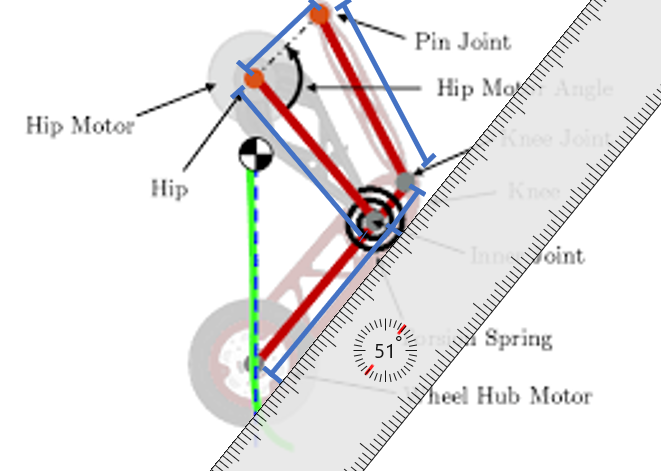 Pin Joint
Hip Motor Angle
Hip Motor
Knee Joint
Hip
Knee
Inner Joint
Torsion Spring
51°
Wheel Hub Motor